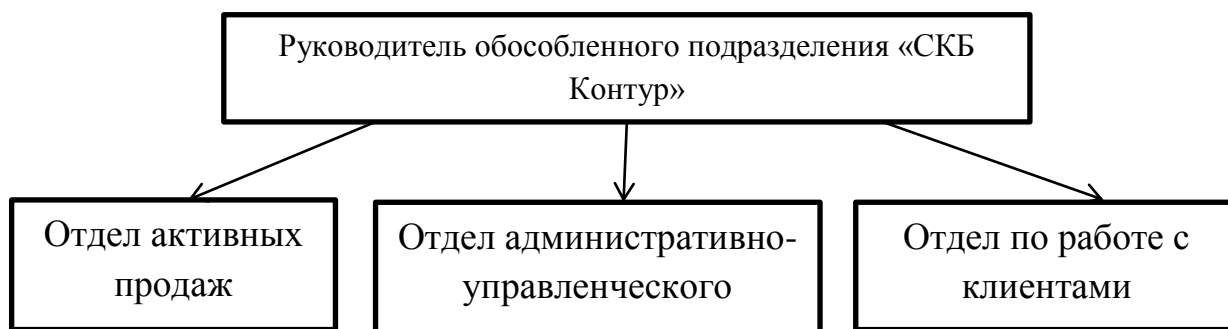 Руководитель обособленного подразделения «СКБ
Контур»
Отдел активных
продаж
Отдел административно-
управленческого
Отдел по работе с
клиентами